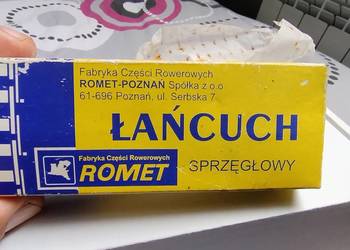 Fabryka Części Rowerowych
ROMET-POZNAŃ Spółka z o.o
61-696 Poznań, ul. Serbska 7
ŁAŃCUCH
Fabryka Części Rowerowych
ROMET
SPRZĘGŁOWY